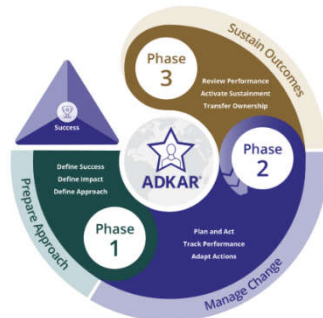 Success
Prepare Approach
Define Success
Define Impact
Define Approach
Phase
1
ADKAR®
Phase
2
Plan and Act
Track Performance
Adapt Actions
Manage Change
Phase
3
Review Performance
Activate Sustainment
Transfer Ownership
Sustain Outcomes